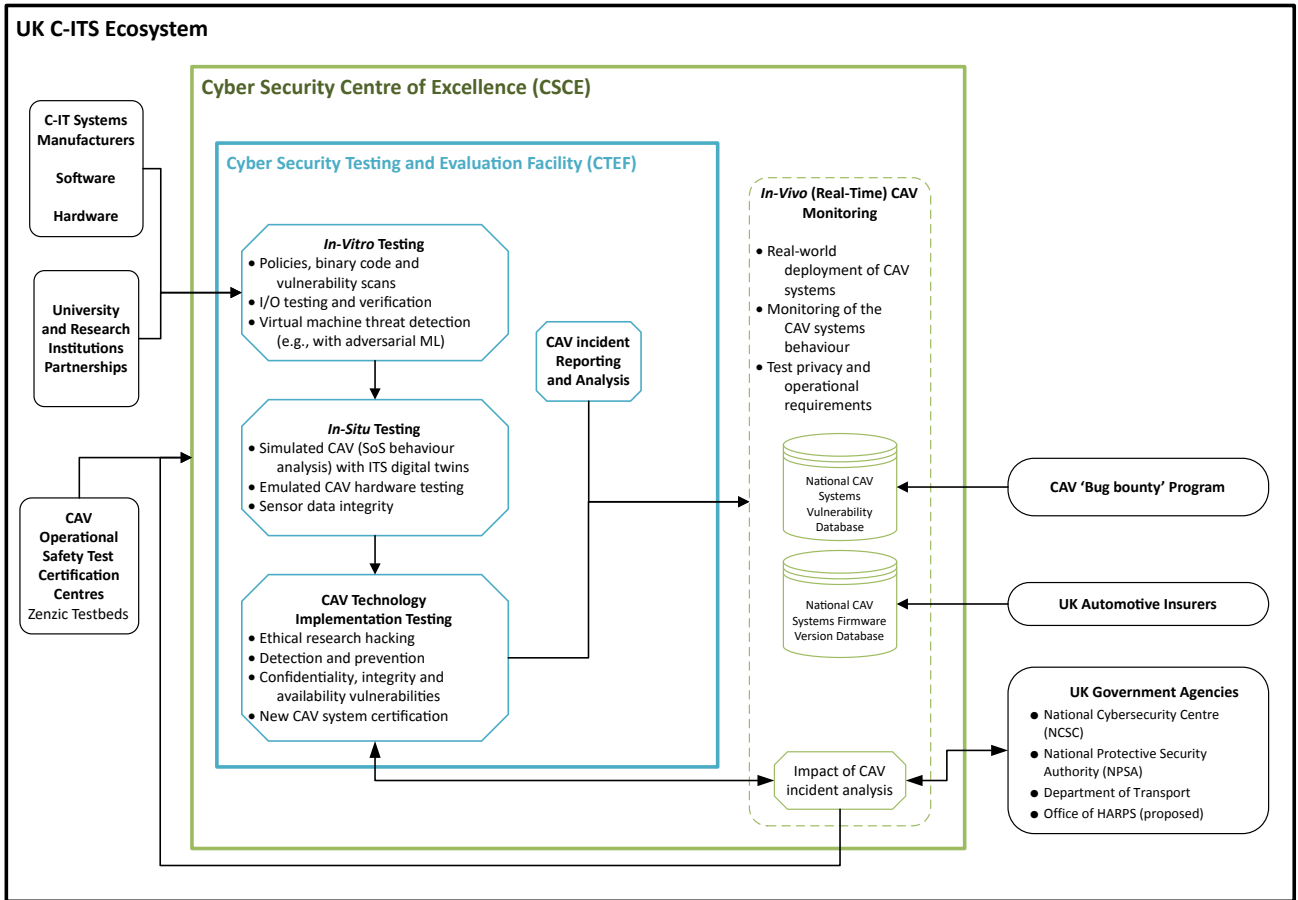 UK C-ITS Ecosystem
Cyber Security Centre of Excellence (CSCE)
C-IT Systems
Manufacturers
Software
Hardware
University
and Research
Institutions
Partnerships
CAV
Operational
Safety Test
Certification
Centres
Zenzic Testbeds
Cyber Security Testing and Evaluation Facility (CTEF)
In-Vitro Testing
• Policies, binary code and
vulnerability scans
• I/O testing and verification
• Virtual machine threat detection
(e.g., with adversarial ML)
In-Situ Testing
• Simulated CAV (SoS behaviour
analysis) with ITS digital twins
• Emulated CAV hardware testing
• Sensor data integrity
CAV Technology
Implementation Testing
• Ethical research hacking
• Detection and prevention
• Confidentiality, integrity and
availability vulnerabilities
• New CAV system certification
CAV incident
Reporting
and Analysis
In-Vivo (Real-Time) CAV
Monitoring
• Real-world
deployment of CAV
systems
• Monitoring of the
CAV systems
behaviour
• Test privacy and
operational
requirements
National CAV
Systems
Vulnerability
Database
National CAV
Systems Firmware
Version Database
Impact of CAV
incident analysis
CAV ‘Bug bounty’ Program
UK Automotive Insurers
UK Government Agencies
• National Cybersecurity Centre
(NCSC)
• National Protective Security
Authority (NPSA)
• Department of Transport
• Office of HARPS (proposed)